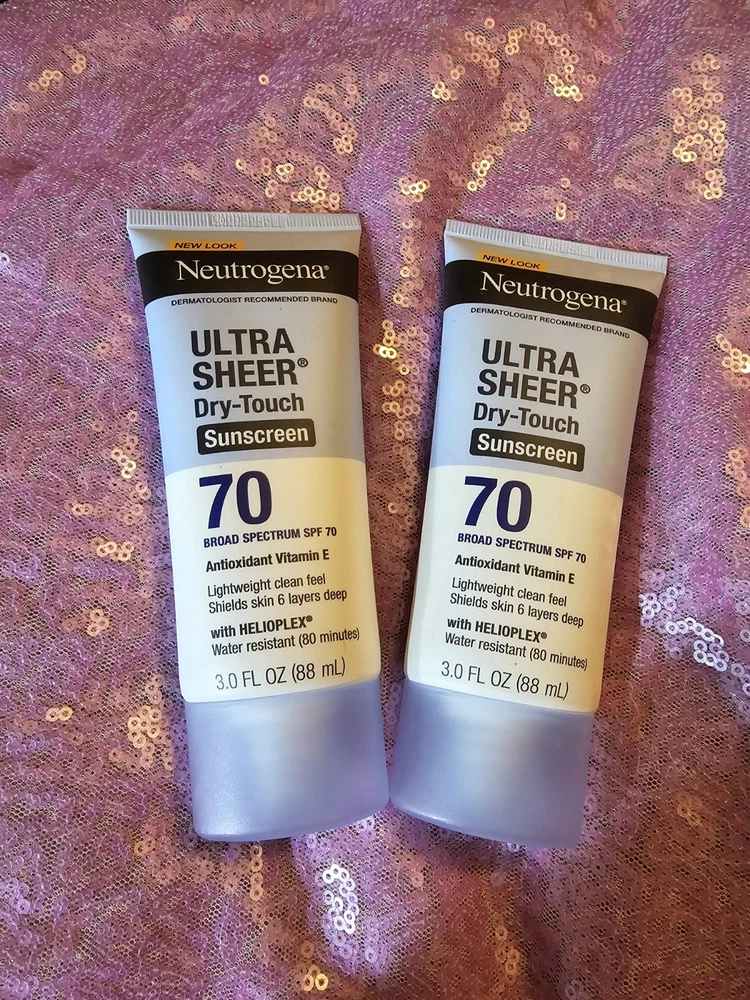 NEW LOOK
Neutrogena®
DERMATOLOGIST RECOMMENDED BRAND
ULTRA
SHEER®
Dry-Touch
Sunscreen
70
BROAD SPECTRUM SPF 70
Antioxidant Vitamin E
Lightweight clean feel
Shields skin 6 layers deep
with HELIOPLEX®
Water resistant (80 minutes)
3.0 FL OZ (88 mL)
NEW LOOK
Neutrogena®
DERMATOLOGIST RECOMMENDED BRAND
ULTRA
SHEER®
Dry-Touch
Sunscreen
70
BROAD SPECTRUM SPF 70
Antioxidant Vitamin E
Lightweight clean feel
Shields skin 6 layers deep
with HELIOPLEX®
Water resistant (80 minutes)
3.0 FL OZ (88 mL)